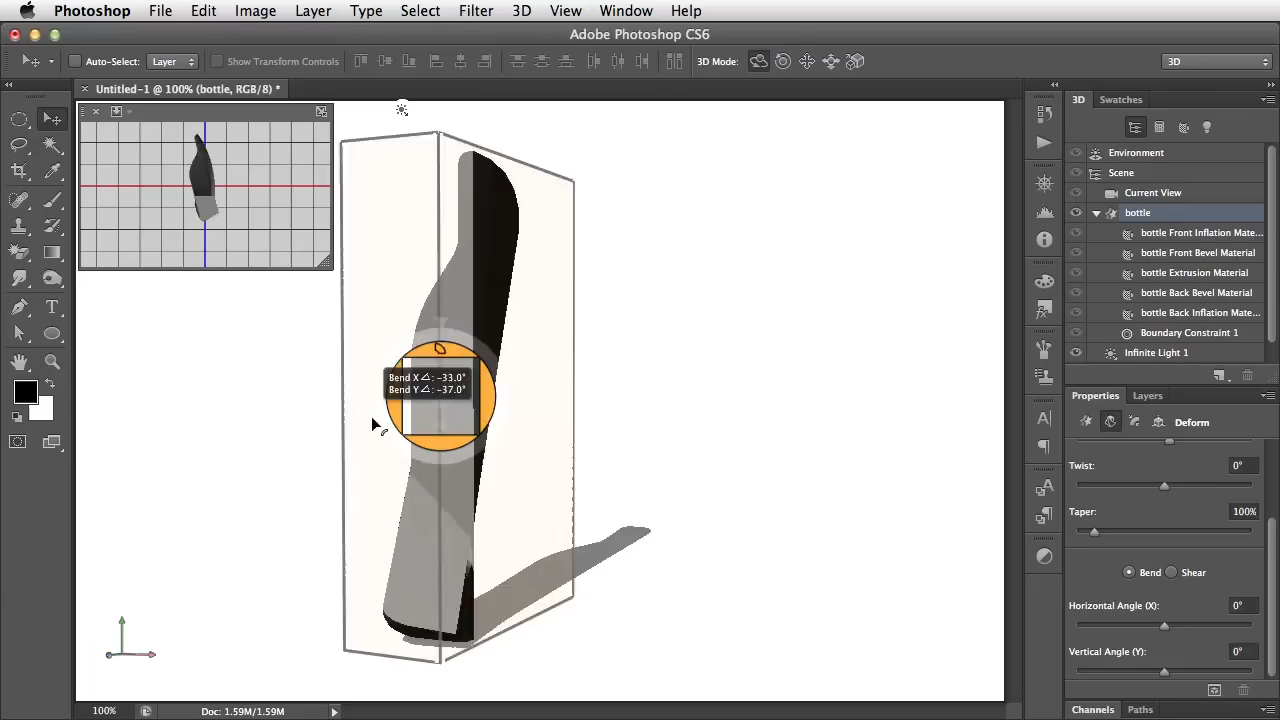 Photoshop File Edit Image Layer Type Select Filter 3D View Window Help
Adobe Photoshop CS6
Auto-Select: Layer Show Transform Controls 3D Mode: 3D
Untitled-1 @ 100% (bottle, RGB/8) *
3D Swatches
Environment
Scene
Current View
bottle
bottle Front Inflation Mate...
bottle Front Bevel Material
bottle Extrusion Material
bottle Back Bevel Material
bottle Back Inflation Mate...
Boundary Constraint 1
Infinite Light 1
Bend X∠: -33.0°
Bend Y∠: -37.0°
Properties Layers
Deform
Twist: 0°
Taper: 100%
Bend Shear
Horizontal Angle (X): 0°
Vertical Angle (Y): 0°
Channels Paths
100% Doc: 1.59M/1.59M